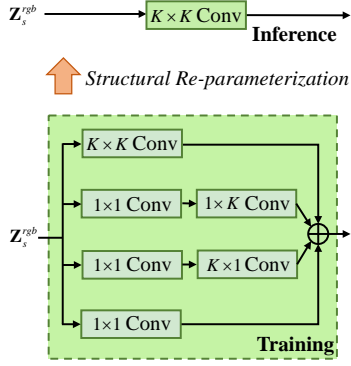 Z_s^{rgb}
K×K Conv
Inference
Structural Re-parameterization
K×K Conv
1×1 Conv
1×K Conv
Z_s^{rgb}
1×1 Conv
K×1 Conv
1×1 Conv
Training